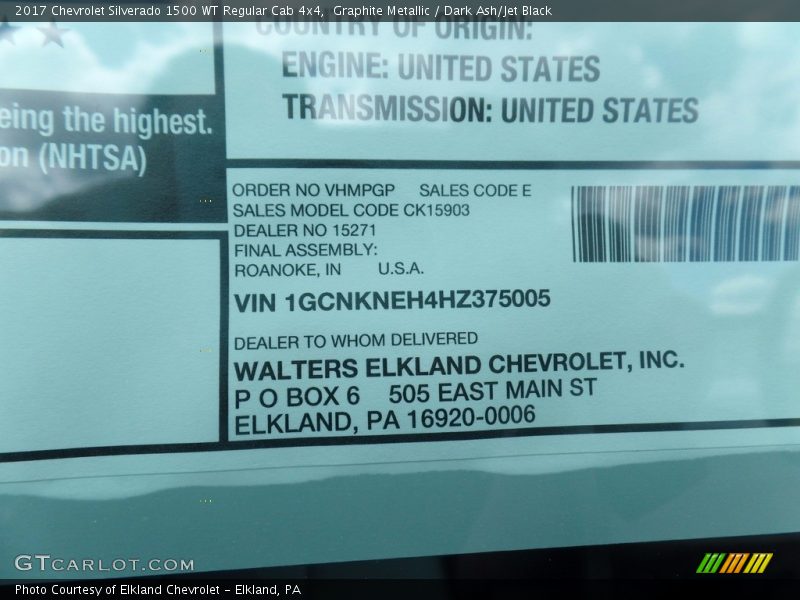 2017 Chevrolet Silverado 1500 WT Regular Cab 4x4, Graphite Metallic / Dark Ash/Jet Black
COUNTRY OF ORIGIN:
ENGINE: UNITED STATES
TRANSMISSION: UNITED STATES
eing the highest.
on (NHTSA)
ORDER NO VHMPGP SALES CODE E
SALES MODEL CODE CK15903
DEALER NO 15271
FINAL ASSEMBLY:
ROANOKE, IN U.S.A.
VIN 1GCNKNEH4HZ375005
DEALER TO WHOM DELIVERED
WALTERS ELKLAND CHEVROLET, INC.
P O BOX 6 505 EAST MAIN ST
ELKLAND, PA 16920-0006
GTCARLOT.COM
Photo Courtesy of Elkland Chevrolet - Elkland, PA